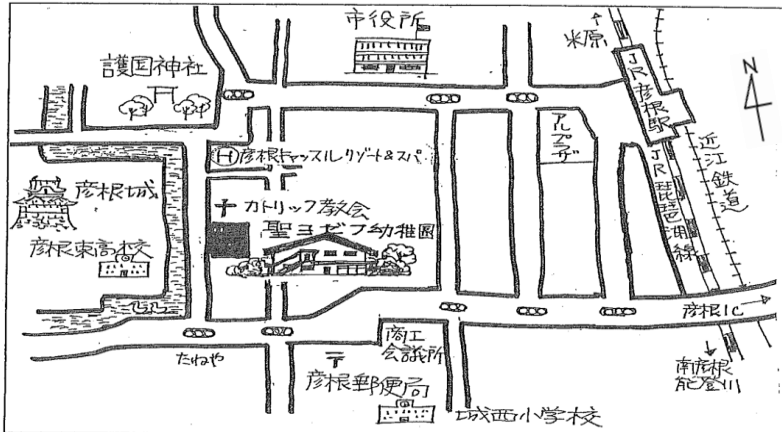 市役所
米原
N
護国神社
JR彦根駅
アルプラザ
Ⓗ彦根キャッスルリゾート&スパ
近江鉄道
JR琵琶湖線
彦根城
カトリック教会
聖ヨゼフ幼稚園
彦根東高校
彦根IC
たねや
商工
会議所
〒
彦根郵便局
南彦根
能登川
城西小学校